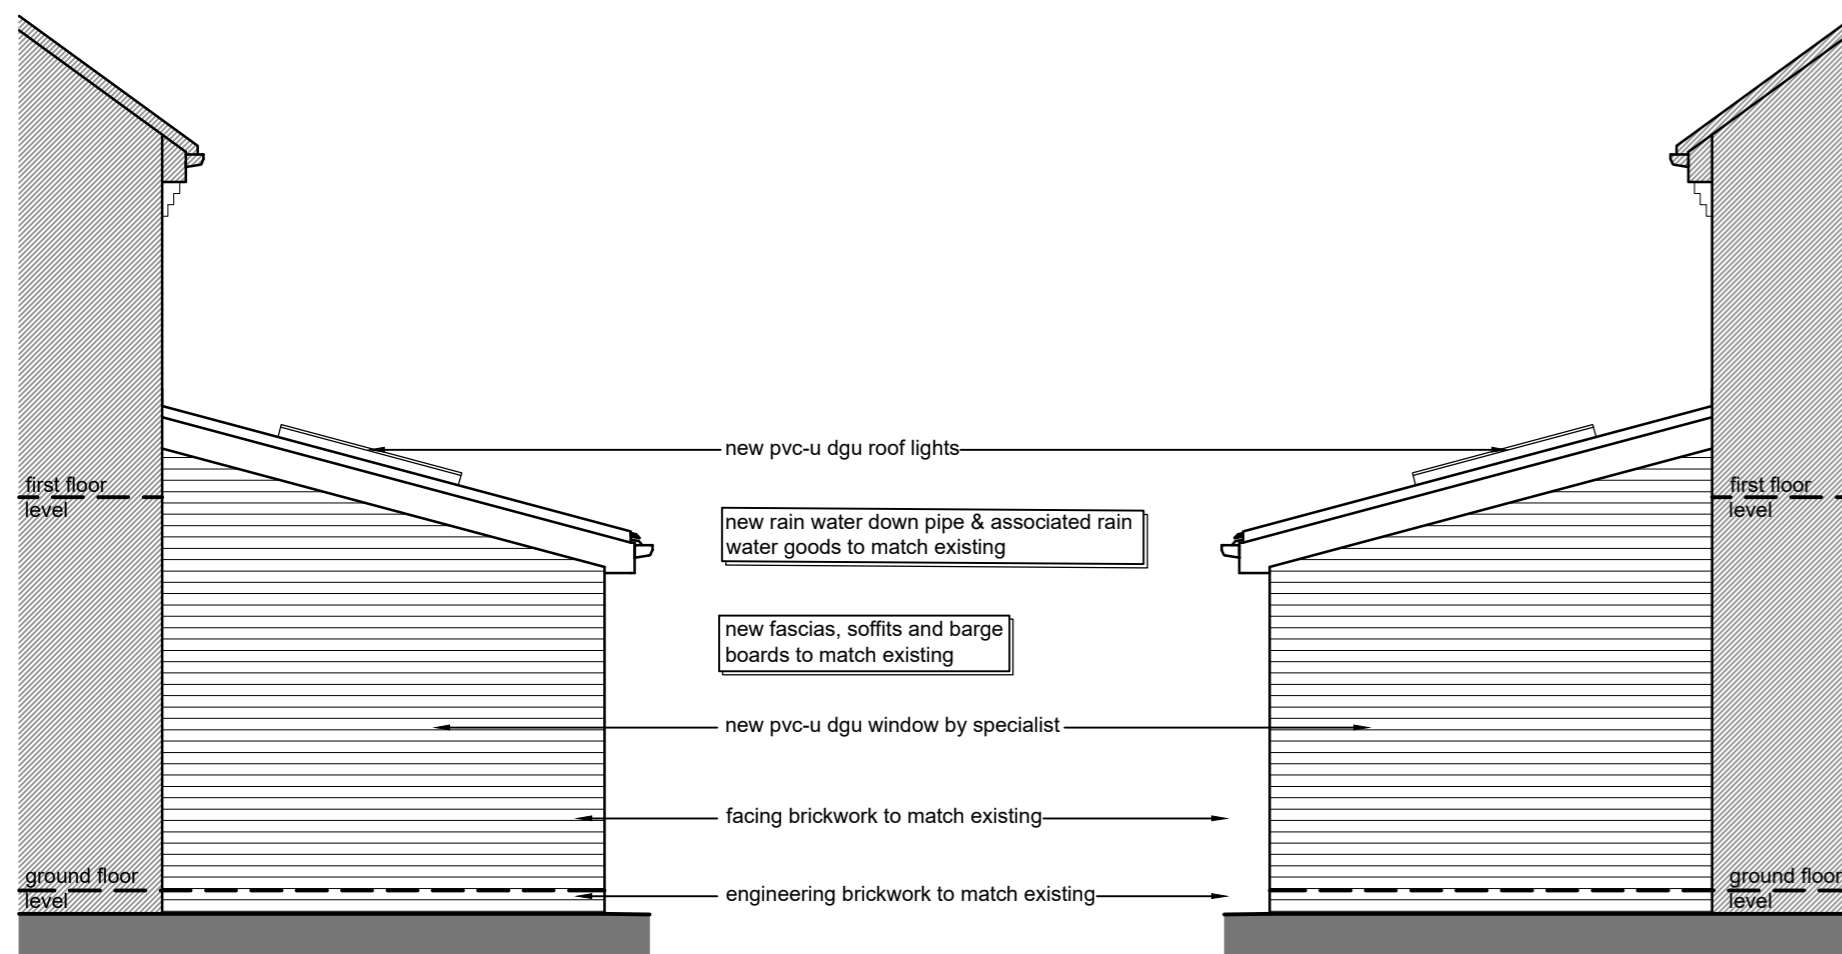 new pvc-u dgu roof lights
first floor
level
first floor
level
new rain water down pipe & associated rain
water goods to match existing
new fascias, soffits and barge
boards to match existing
new pvc-u dgu window by specialist
facing brickwork to match existing
ground floor
level
engineering brickwork to match existing
ground floor
level